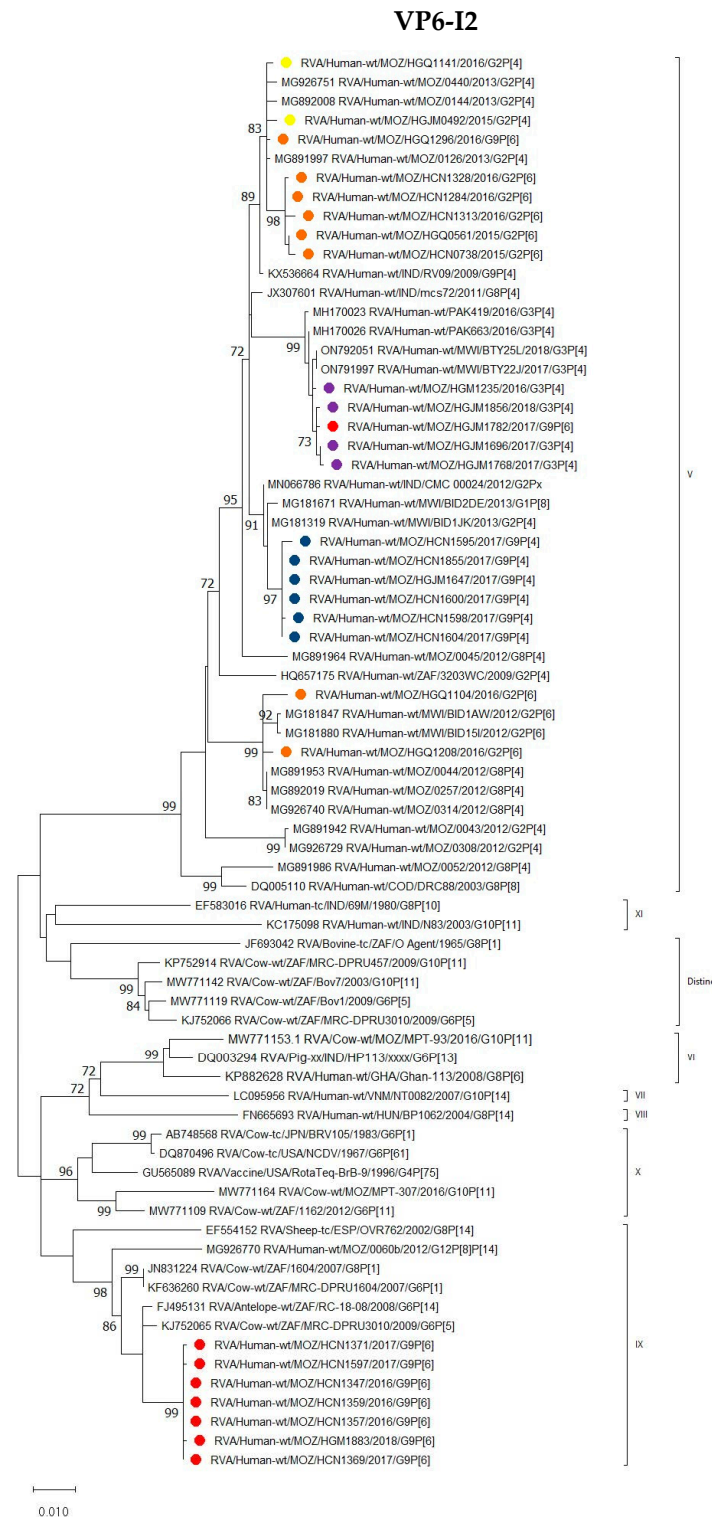 VP6-I2
RVA/Human-wt/MOZ/HGQ1141/2016/G2P[4]
MG926751 RVA/Human-wt/MOZ/0440/2013/G2P[4]
MG892008 RVA/Human-wt/MOZ/0144/2013/G2P[4]
RVA/Human-wt/MOZ/HGJM0492/2015/G2P[4]
83
RVA/Human-wt/MOZ/HGQ1296/2016/G9P[6]
MG891997 RVA/Human-wt/MOZ/0126/2013/G2P[4]
89
RVA/Human-wt/MOZ/HCN1328/2016/G2P[6]
RVA/Human-wt/MOZ/HCN1284/2016/G2P[6]
98
RVA/Human-wt/MOZ/HCN1313/2016/G2P[6]
RVA/Human-wt/MOZ/HGQ0561/2015/G2P[6]
RVA/Human-wt/MOZ/HCN0738/2015/G2P[6]
KX536664 RVA/Human-wt/IND/RV09/2009/G9P[4]
JX307601 RVA/Human-wt/IND/mcs72/2011/G8P[4]
MH170023 RVA/Human-wt/PAK419/2016/G3P[4]
MH170026 RVA/Human-wt/PAK663/2016/G3P[4]
72
99
ON792051 RVA/Human-wt/MWI/BTY25L/2018/G3P[4]
ON791997 RVA/Human-wt/MWI/BTY22J/2017/G3P[4]
RVA/Human-wt/MOZ/HGM1235/2016/G3P[4]
RVA/Human-wt/MOZ/HGJM1856/2018/G3P[4]
RVA/Human-wt/MOZ/HGJM1782/2017/G9P[6]
73
RVA/Human-wt/MOZ/HGJM1696/2017/G3P[4]
RVA/Human-wt/MOZ/HGJM1768/2017/G3P[4]
V
MN066786 RVA/Human-wt/IND/CMC 00024/2012/G2Px
95
MG181671 RVA/Human-wt/MWI/BID2DE/2013/G1P[8]
91
MG181319 RVA/Human-wt/MWI/BID1JK/2013/G2P[4]
RVA/Human-wt/MOZ/HCN1595/2017/G9P[4]
RVA/Human-wt/MOZ/HCN1855/2017/G9P[4]
RVA/Human-wt/MOZ/HGJM1647/2017/G9P[4]
72
97
RVA/Human-wt/MOZ/HCN1600/2017/G9P[4]
RVA/Human-wt/MOZ/HCN1598/2017/G9P[4]
RVA/Human-wt/MOZ/HCN1604/2017/G9P[4]
MG891964 RVA/Human-wt/MOZ/0045/2012/G8P[4]
HQ657175 RVA/Human-wt/ZAF/3203WC/2009/G2P[4]
RVA/Human-wt/MOZ/HGQ1104/2016/G2P[6]
92
MG181847 RVA/Human-wt/MWI/BID1AW/2012/G2P[6]
MG181880 RVA/Human-wt/MWI/BID15I/2012/G2P[6]
99
RVA/Human-wt/MOZ/HGQ1208/2016/G2P[6]
MG891953 RVA/Human-wt/MOZ/0044/2012/G8P[4]
MG892019 RVA/Human-wt/MOZ/0257/2012/G8P[4]
83
MG926740 RVA/Human-wt/MOZ/0314/2012/G8P[4]
99
MG891942 RVA/Human-wt/MOZ/0043/2012/G2P[4]
99
MG926729 RVA/Human-wt/MOZ/0308/2012/G2P[4]
MG891986 RVA/Human-wt/MOZ/0052/2012/G8P[4]
99
DQ005110 RVA/Human-wt/COD/DRC88/2003/G8P[8]
EF583016 RVA/Human-tc/IND/69M/1980/G8P[10]
XI
KC175098 RVA/Human-wt/IND/N83/2003/G10P[11]
JF693042 RVA/Bovine-tc/ZAF/O Agent/1965/G8P[1]
KP752914 RVA/Cow-wt/ZAF/MRC-DPRU457/2009/G10P[11]
99
MW771142 RVA/Cow-wt/ZAF/Bov7/2003/G10P[11]
Distinc
84
MW771119 RVA/Cow-wt/ZAF/Bov1/2009/G6P[5]
KJ752066 RVA/Cow-wt/ZAF/MRC-DPRU3010/2009/G6P[5]
MW771153.1 RVA/Cow-wt/MOZ/MPT-93/2016/G10P[11]
99
DQ003294 RVA/Pig-xx/IND/HP113/xxxx/G6P[13]
VI
72
KP882628 RVA/Human-wt/GHA/Ghan-113/2008/G8P[6]
72
LC095956 RVA/Human-wt/VNM/NT0082/2007/G10P[14]
VII
FN665693 RVA/Human-wt/HUN/BP1062/2004/G8P[14]
VIII
99
AB748568 RVA/Cow-tc/JPN/BRV105/1983/G6P[1]
DQ870496 RVA/Cow-tc/USA/NCDV/1967/G6P[61]
96
GU565089 RVA/Vaccine/USA/RotaTeq-BrB-9/1996/G4P[75]
X
MW771164 RVA/Cow-wt/MOZ/MPT-307/2016/G10P[11]
99
MW771109 RVA/Cow-wt/ZAF/1162/2012/G6P[11]
EF554152 RVA/Sheep-tc/ESP/OVR762/2002/G8P[14]
MG926770 RVA/Human-wt/MOZ/0060b/2012/G12P[8]P[14]
99
JN831224 RVA/Cow-wt/ZAF/1604/2007/G8P[1]
98
KF636260 RVA/Cow-wt/ZAF/MRC-DPRU1604/2007/G6P[1]
86
FJ495131 RVA/Antelope-wt/ZAF/RC-18-08/2008/G6P[14]
KJ752065 RVA/Cow-wt/ZAF/MRC-DPRU3010/2009/G6P[5]
IX
RVA/Human-wt/MOZ/HCN1371/2017/G9P[6]
RVA/Human-wt/MOZ/HCN1597/2017/G9P[6]
RVA/Human-wt/MOZ/HCN1347/2016/G9P[6]
99
RVA/Human-wt/MOZ/HCN1359/2016/G9P[6]
RVA/Human-wt/MOZ/HCN1357/2016/G9P[6]
RVA/Human-wt/MOZ/HGM1883/2018/G9P[6]
RVA/Human-wt/MOZ/HCN1369/2017/G9P[6]
0.010